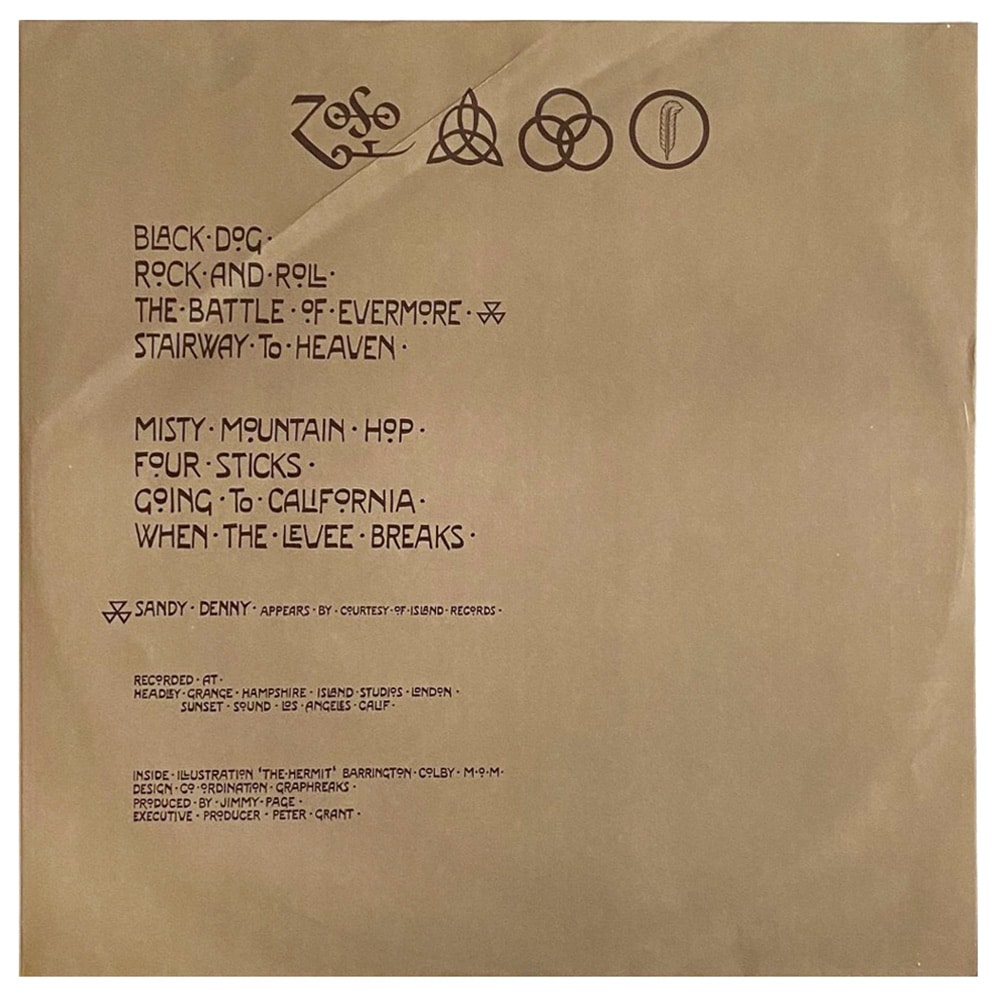 ZOSO
BLACK·DOG·
ROCK·AND·ROLL·
THE·BATTLE·OF·EVERMORE·
STAIRWAY·TO·HEAVEN·
MISTY·MOUNTAIN·HOP·
FOUR·STICKS·
GOING·TO·CALIFORNIA·
WHEN·THE·LEVEE·BREAKS·
SANDY·DENNY·APPEARS·BY·COURTESY·OF·ISLAND·RECORDS·
RECORDED·AT·
HEADLEY·GRANGE·HAMPSHIRE·ISLAND·STUDIOS·LONDON·
SUNSET·SOUND·LOS·ANGELES·CALIF·
INSIDE·ILLUSTRATION 'THE·HERMIT' BARRINGTON·COLBY·M·O·M·
DESIGN·CO·ORDINATION·GRAPHREAKS·
PRODUCED·BY·JIMMY·PAGE·
EXECUTIVE·PRODUCER·PETER·GRANT·